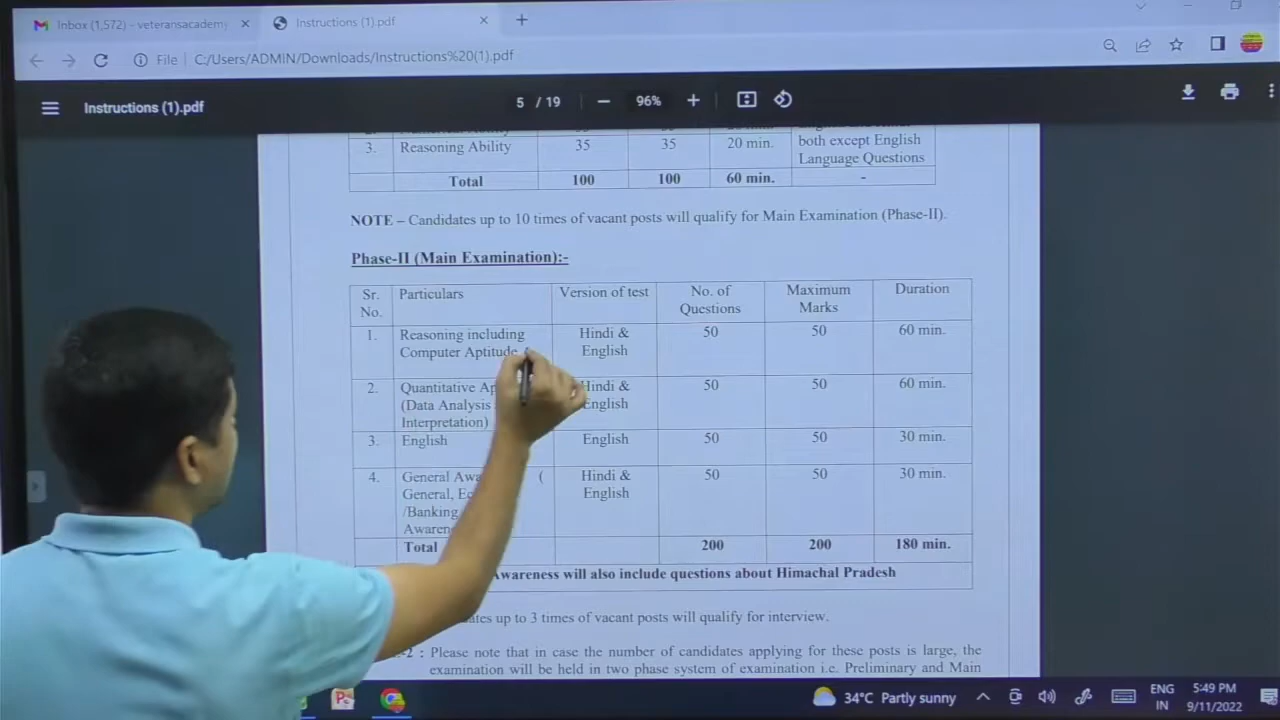 Inbox (1,572) - veteransacademy
Instructions (1).pdf
File C:/Users/ADMIN/Downloads/Instructions%20(1).pdf
Instructions (1).pdf
5 / 19
96%
3. Reasoning Ability 35 35 20 min. both except English
Language Questions
Total 100 100 60 min. -
NOTE – Candidates up to 10 times of vacant posts will qualify for Main Examination (Phase-II).
Phase-II (Main Examination):-
Sr. Particulars Version of test No. of Maximum Duration
No. Questions Marks
1. Reasoning including Hindi & 50 50 60 min.
Computer Aptitude English
2. Quantitative Hindi & 50 50 60 min.
(Data Analysis English
Interpretation)
3. English English 50 50 30 min.
4. General ( Hindi & 50 50 30 min.
General, English
/Banking
Total 200 200 180 min.
Awareness will also include questions about Himachal Pradesh
up to 3 times of vacant posts will qualify for interview.
Please note that in case the number of candidates applying for these posts is large, the
examination will be held in two phase system of examination i.e. Preliminary and Main
34°C Partly sunny
ENG
IN
5:49 PM
9/11/2022